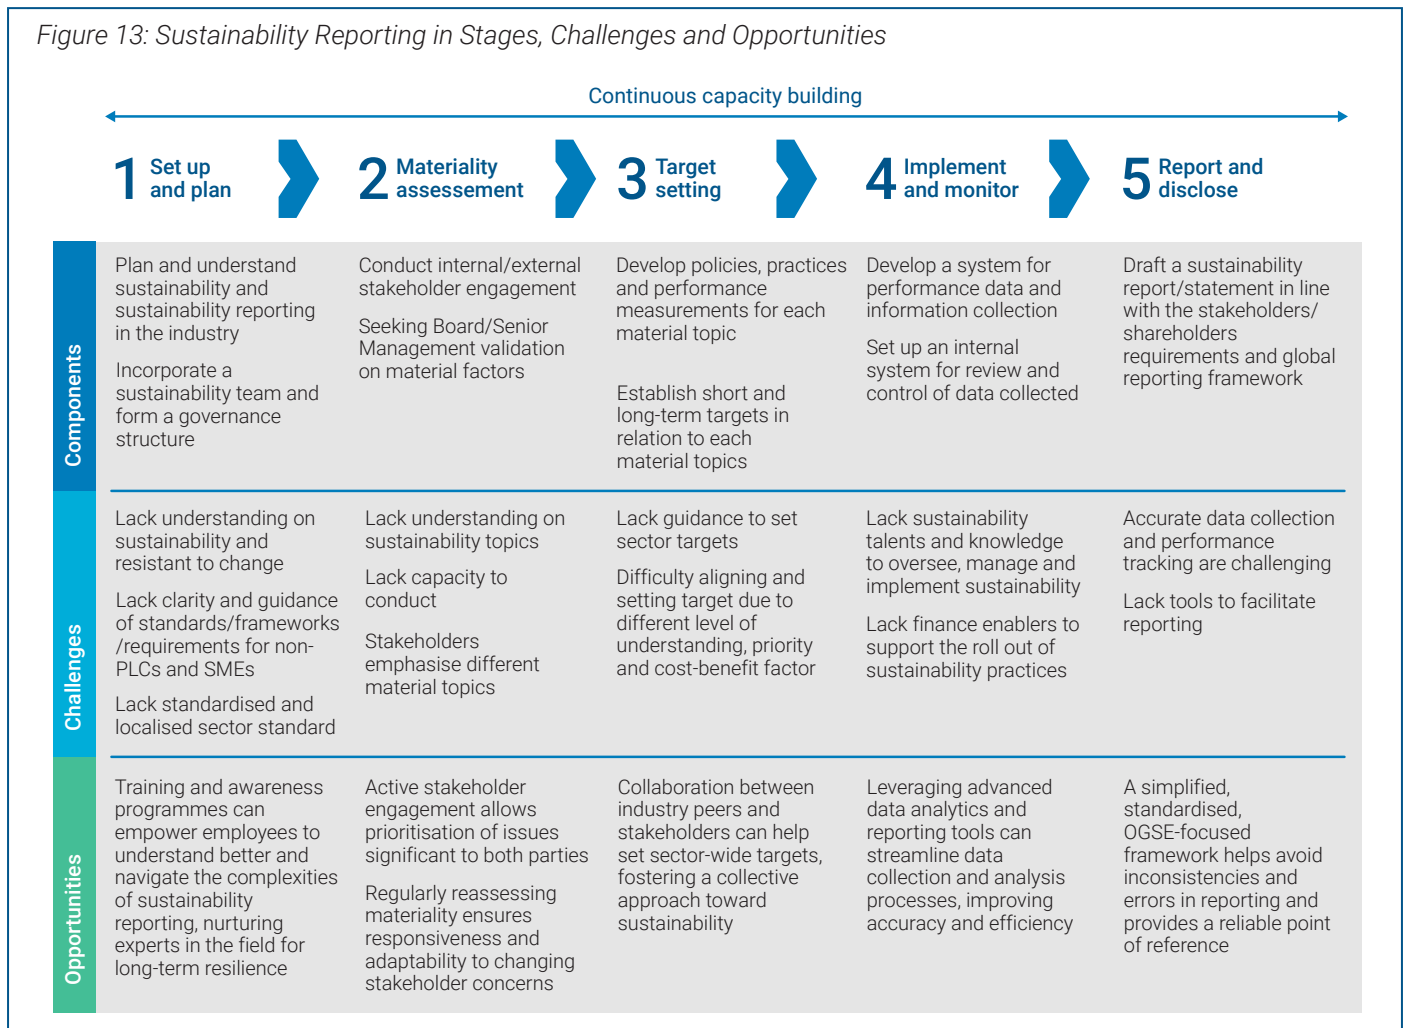 Figure 13: Sustainability Reporting in Stages, Challenges and Opportunities
Continuous capacity building
1 Set up
and plan
2 Materiality
assessement
3 Target
setting
4 Implement
and monitor
5 Report and
disclose
Components
Plan and understand
sustainability and
sustainability reporting
in the industry
Incorporate a
sustainability team and
form a governance
structure
Conduct internal/external
stakeholder engagement
Seeking Board/Senior
Management validation
on material factors
Develop policies, practices
and performance
measurements for each
material topic
Establish short and
long-term targets in
relation to each
material topics
Develop a system for
performance data and
information collection
Set up an internal
system for review and
control of data collected
Draft a sustainability
report/statement in line
with the stakeholders/
shareholders
requirements and global
reporting framework
Challenges
Lack understanding on
sustainability and
resistant to change
Lack clarity and guidance
of standards/frameworks
/requirements for non-
PLCs and SMEs
Lack standardised and
localised sector standard
Lack understanding on
sustainability topics
Lack capacity to
conduct
Stakeholders
emphasise different
material topics
Lack guidance to set
sector targets
Difficulty aligning and
setting target due to
different level of
understanding, priority
and cost-benefit factor
Lack sustainability
talents and knowledge
to oversee, manage and
implement sustainability
Lack finance enablers to
support the roll out of
sustainability practices
Accurate data collection
and performance
tracking are challenging
Lack tools to facilitate
reporting
Opportunities
Training and awareness
programmes can
empower employees to
understand better and
navigate the complexities
of sustainability
reporting, nurturing
experts in the field for
long-term resilience
Active stakeholder
engagement allows
prioritisation of issues
significant to both parties
Regularly reassessing
materiality ensures
responsiveness and
adaptability to changing
stakeholder concerns
Collaboration between
industry peers and
stakeholders can help
set sector-wide targets,
fostering a collective
approach toward
sustainability
Leveraging advanced
data analytics and
reporting tools can
streamline data
collection and analysis
processes, improving
accuracy and efficiency
A simplified,
standardised,
OGSE-focused
framework helps avoid
inconsistencies and
errors in reporting and
provides a reliable point
of reference